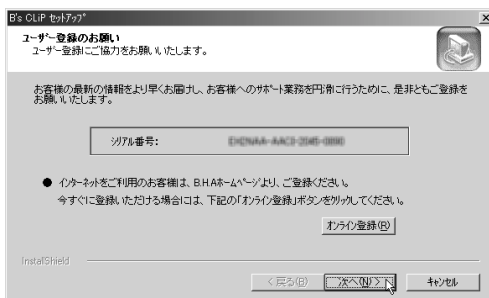 B's CLiP ｾｯﾄｱｯﾌﾟ
ﾕｰｻﾞｰ登録のお願い
ﾕｰｻﾞｰ登録にご協力をお願いいたします。
お客様の最新の情報をより早くお届けし、お客様へのｻﾎﾟｰﾄ業務を円滑に行うために、是非ともご登録を
お願いいたします。
ｼﾘｱﾙ番号:
● ｲﾝﾀｰﾈｯﾄをご利用のお客様は、B.H.Aﾎｰﾑﾍﾟｰｼﾞより、ご登録ください。
今すぐに登録いただける場合には、下記の「ｵﾝﾗｲﾝ登録」ﾎﾞﾀﾝをｸﾘｯｸしてください。
ｵﾝﾗｲﾝ登録(R)
InstallShield
< 戻る(B)
次へ(N) >
ｷｬﾝｾﾙ